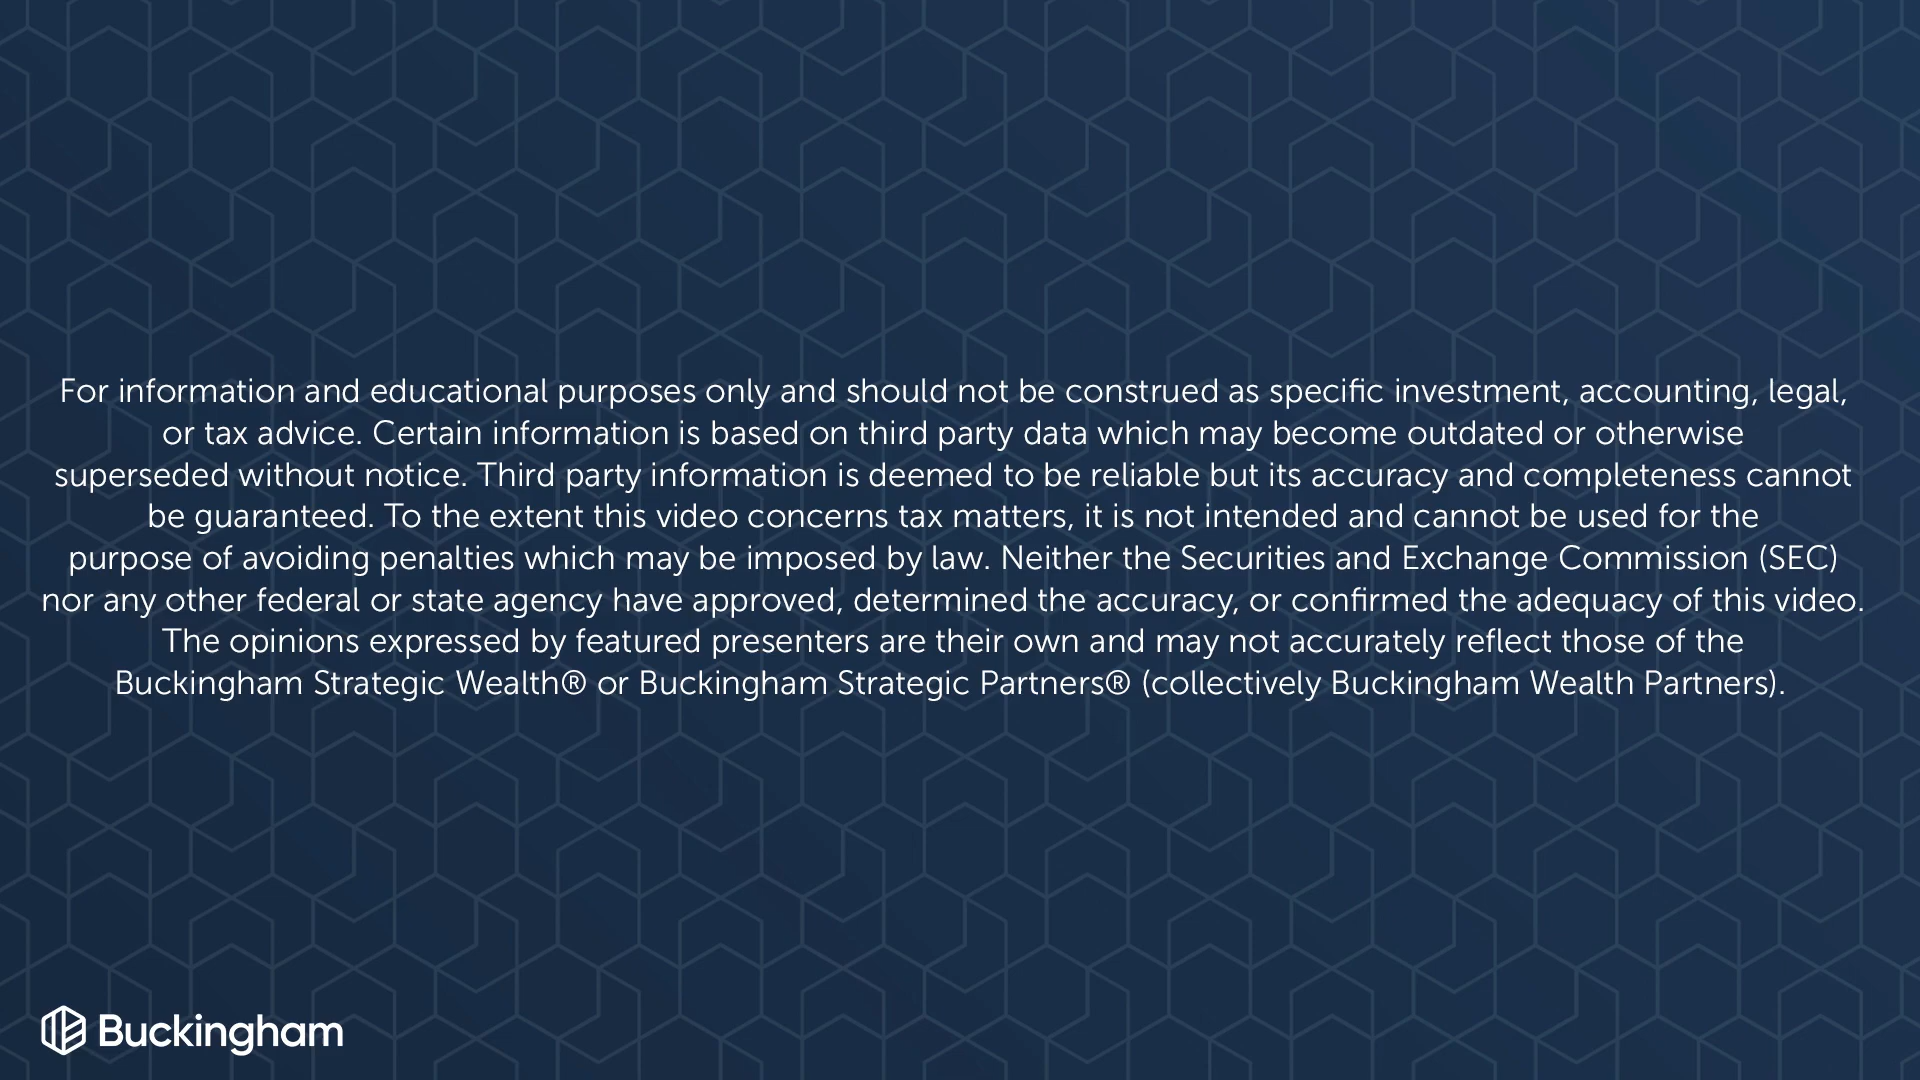 For information and educational purposes only and should not be construed as specific investment, accounting, legal,
or tax advice. Certain information is based on third party data which may become outdated or otherwise
superseded without notice. Third party information is deemed to be reliable but its accuracy and completeness cannot
be guaranteed. To the extent this video concerns tax matters, it is not intended and cannot be used for the
purpose of avoiding penalties which may be imposed by law. Neither the Securities and Exchange Commission (SEC)
nor any other federal or state agency have approved, determined the accuracy, or confirmed the adequacy of this video.
The opinions expressed by featured presenters are their own and may not accurately reflect those of the
Buckingham Strategic Wealth® or Buckingham Strategic Partners® (collectively Buckingham Wealth Partners).
Buckingham